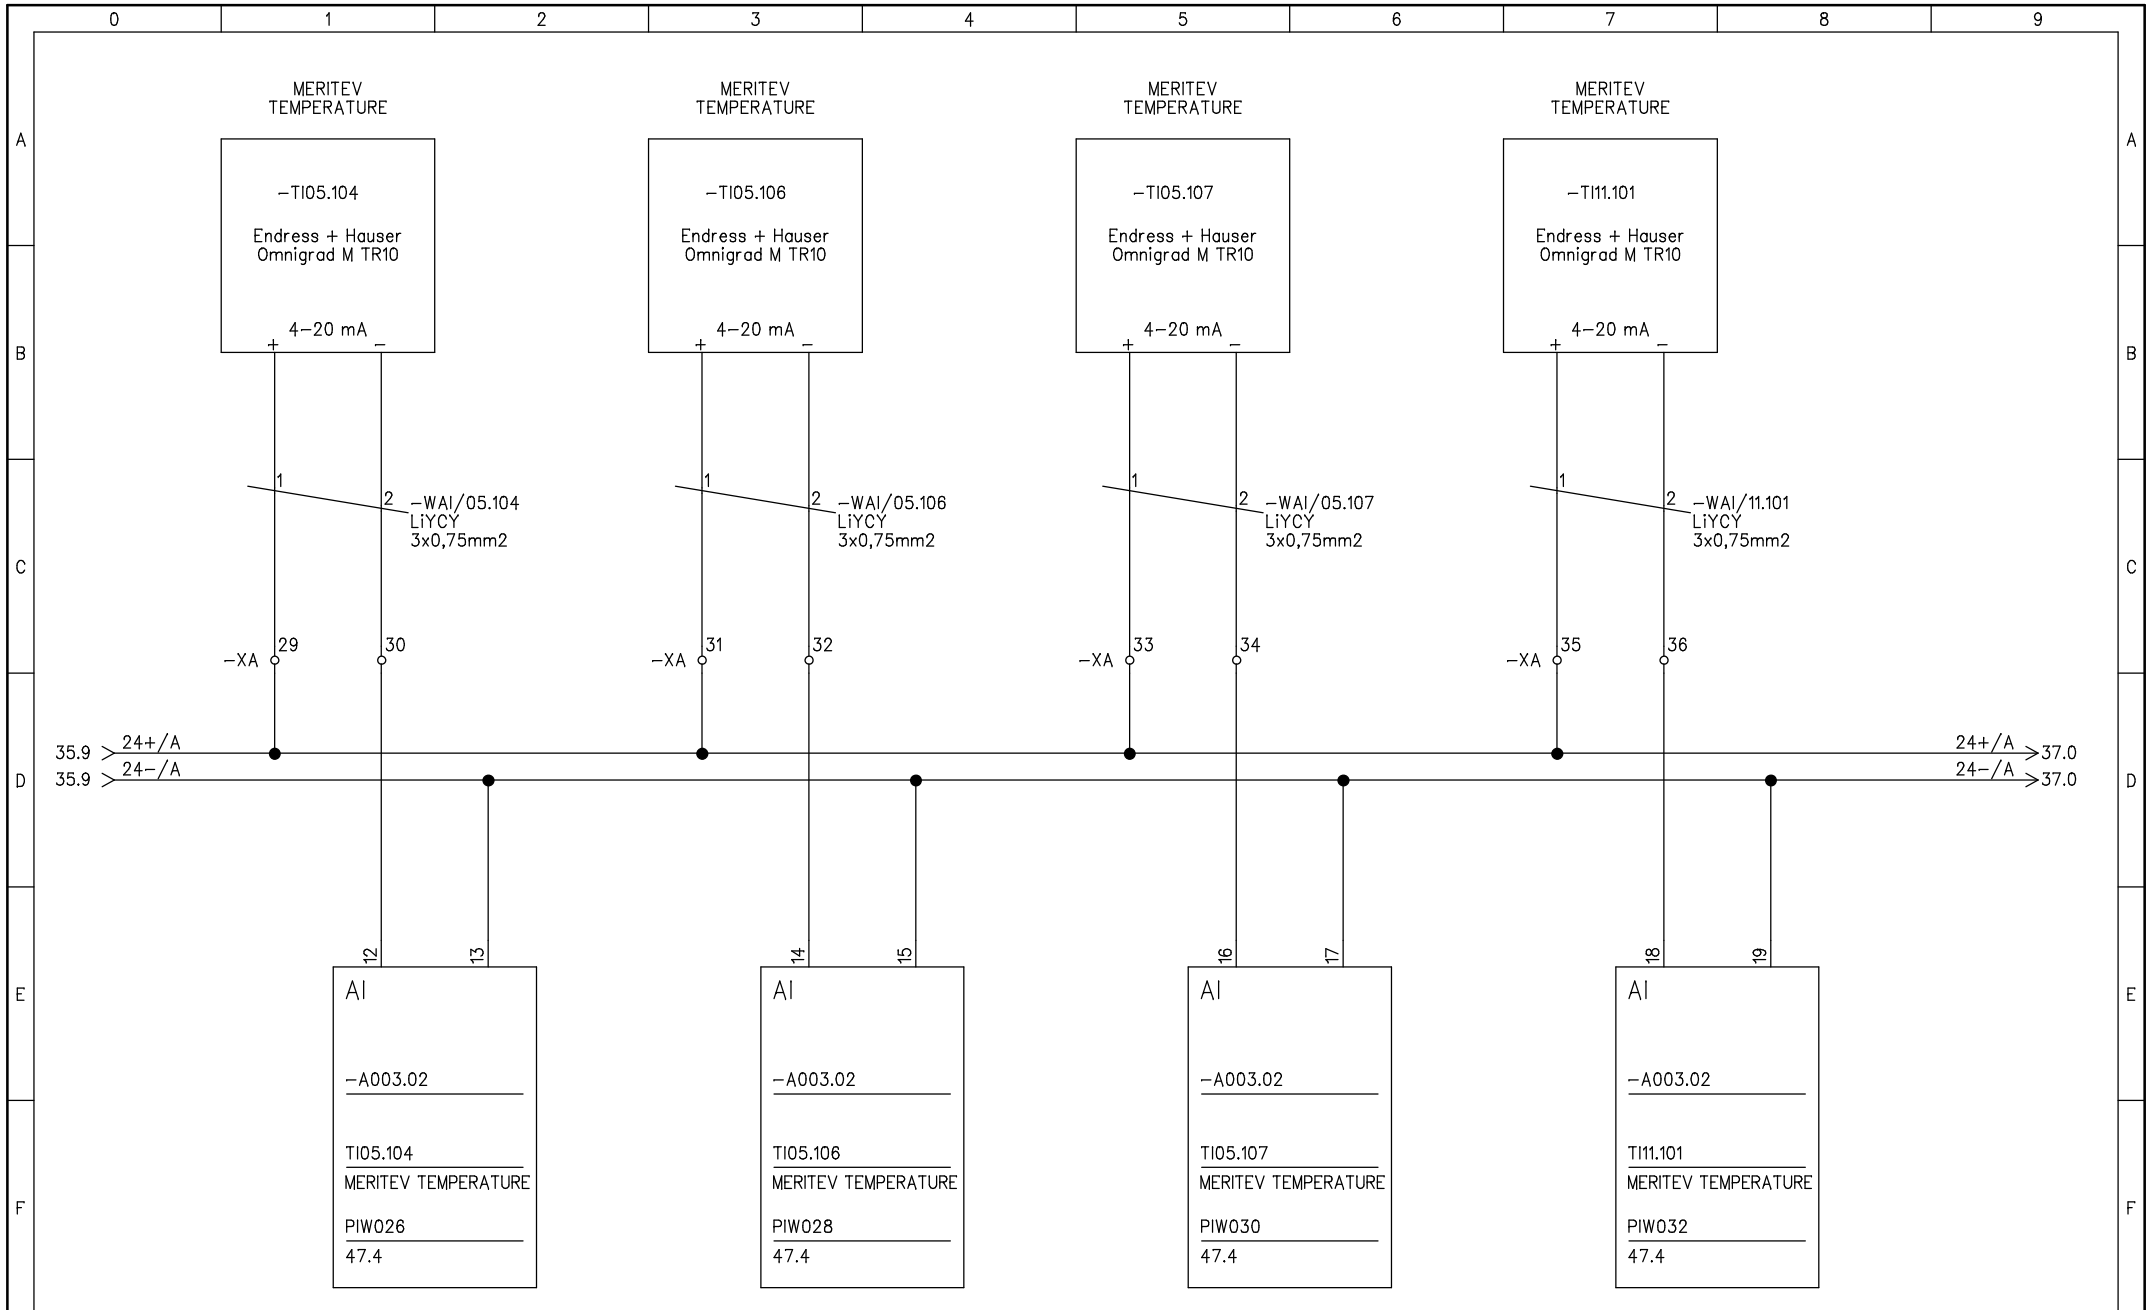 0 1 2 3 4 5 6 7 8 9
MERITEV MERITEV MERITEV MERITEV
TEMPERATURE TEMPERATURE TEMPERATURE TEMPERATURE
A A
-TI05.104 -TI05.106 -TI05.107 -TI11.101
Endress + Hauser Endress + Hauser Endress + Hauser Endress + Hauser
Omnigrad M TR10 Omnigrad M TR10 Omnigrad M TR10 Omnigrad M TR10
4-20 mA 4-20 mA 4-20 mA 4-20 mA
+ - + - + - + -
B B
1 1 1 1
2 -WAI/05.104 2 -WAI/05.106 2 -WAI/05.107 2 -WAI/11.101
LiYCY LiYCY LiYCY LiYCY
3x0,75mm2 3x0,75mm2 3x0,75mm2 3x0,75mm2
C C
29 30 31 32 33 34 35 36
-XA -XA -XA -XA
35.9 24+/A 24+/A 37.0
35.9 24-/A 24-/A 37.0
D D
12 13 14 15 16 17 18 19
AI AI AI AI
E E
-A003.02 -A003.02 -A003.02 -A003.02
TI05.104 TI05.106 TI05.107 TI11.101
MERITEV TEMPERATURE MERITEV TEMPERATURE MERITEV TEMPERATURE MERITEV TEMPERATURE
F F
PIW026 PIW028 PIW030 PIW032
47.4 47.4 47.4 47.4